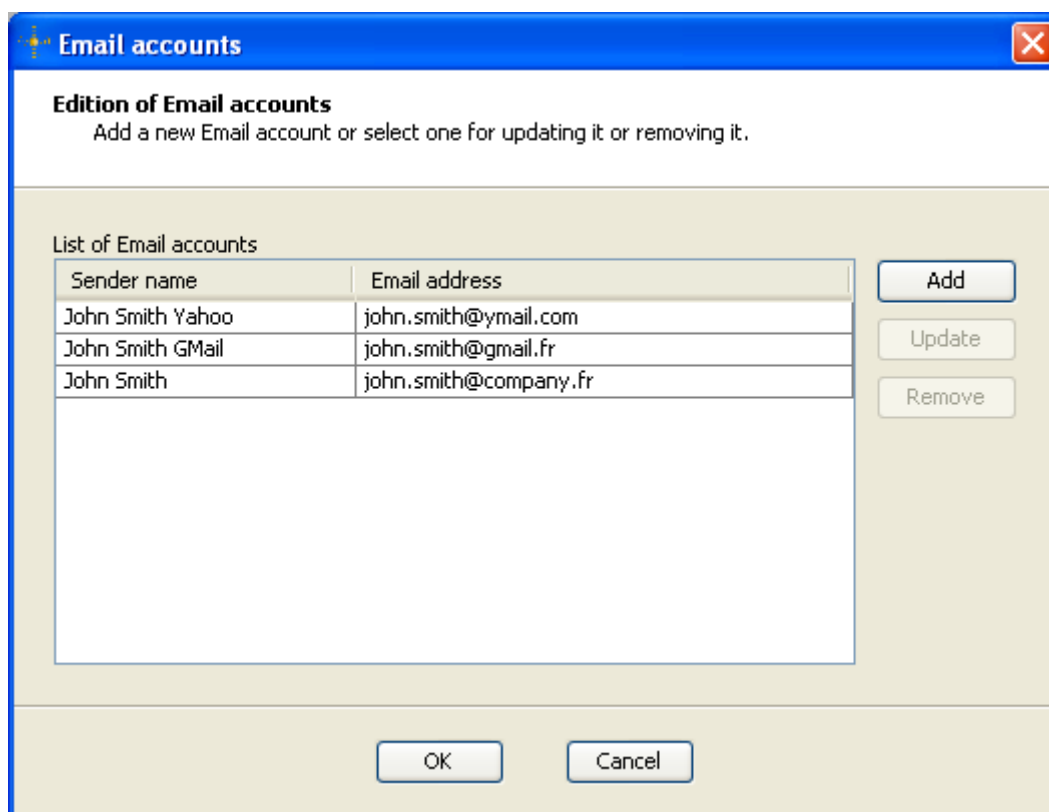 Email accounts
Edition of Email accounts
Add a new Email account or select one for updating it or removing it.
List of Email accounts
Sender name Email address
John Smith Yahoo john.smith@ymail.com
John Smith GMail john.smith@gmail.fr
John Smith john.smith@company.fr
Add
Update
Remove
OK Cancel